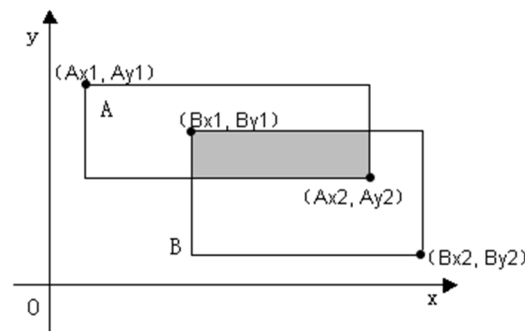 y
(Ax1, Ay1)
A
(Bx1, By1)
(Ax2, Ay2)
B
(Bx2, By2)
x
0